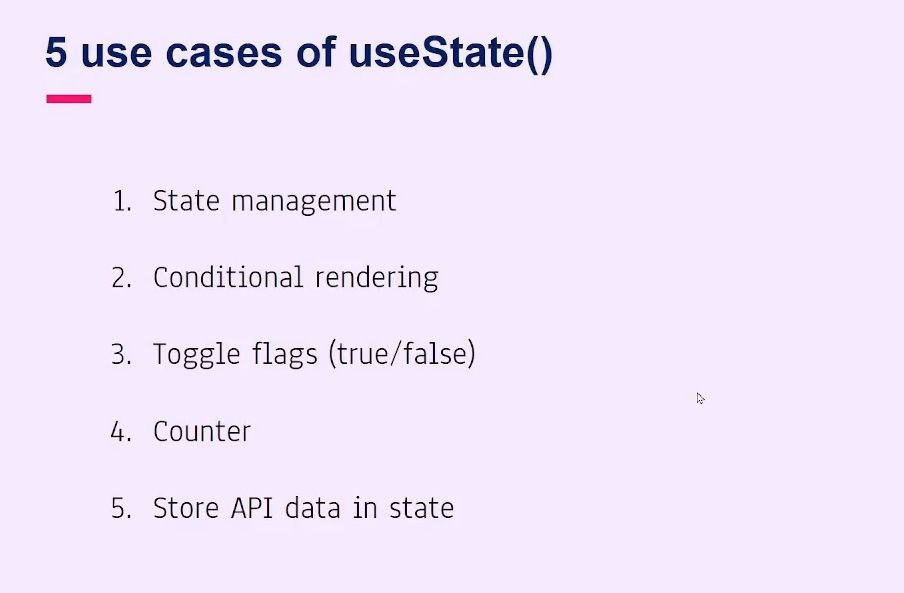 5 use cases of useState()
1. State management
2. Conditional rendering
3. Toggle flags (true/false)
4. Counter
5. Store API data in state